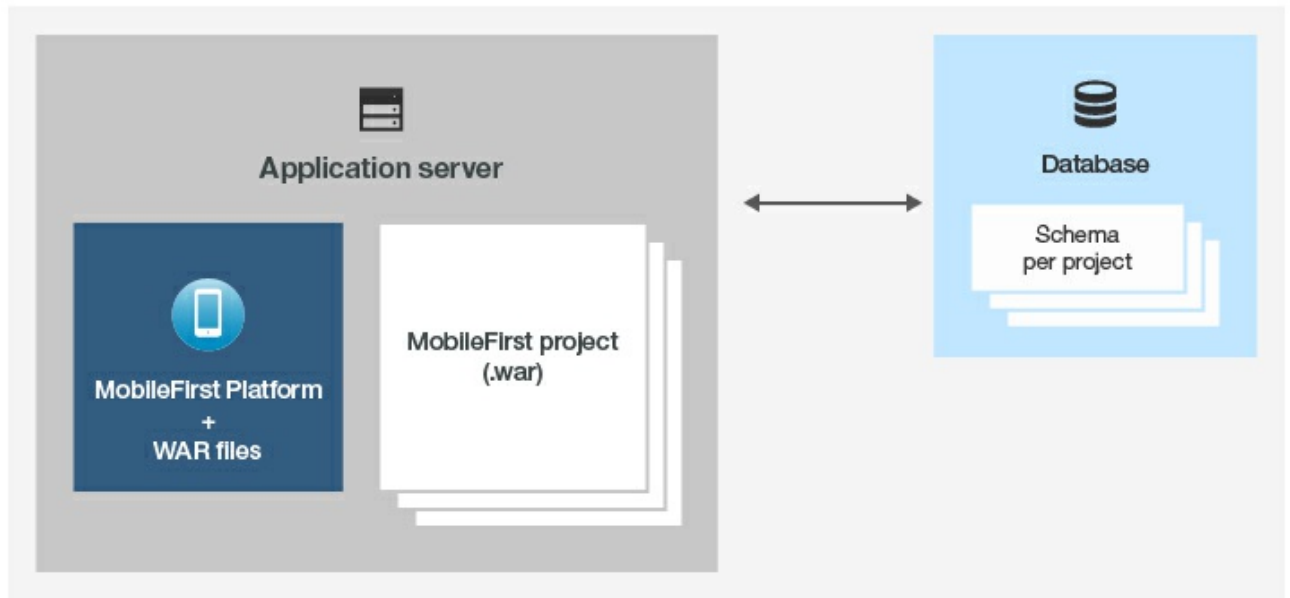 Application server
MobileFirst Platform
+
WAR files
MobileFirst project
(.war)
Database
Schema
per project